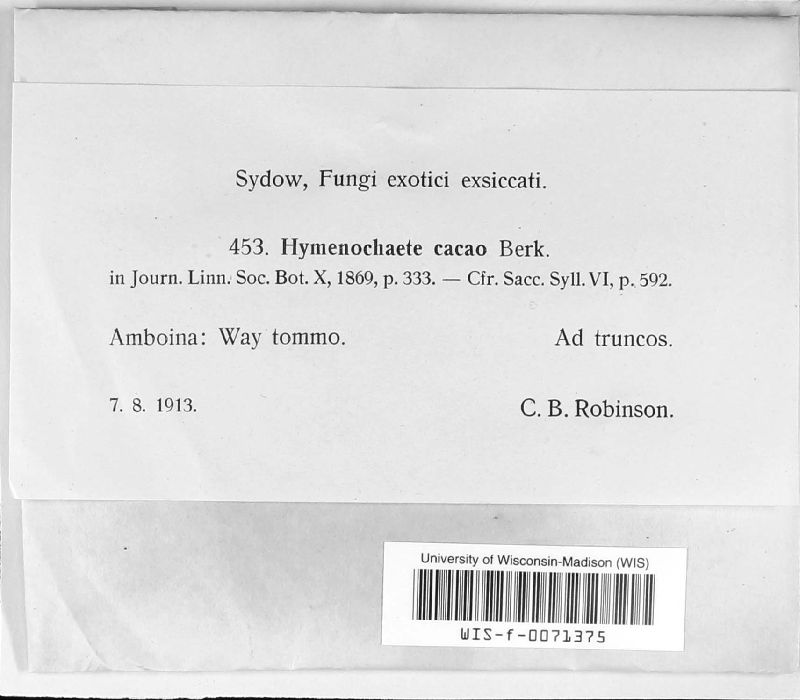 Sydow, Fungi exotici exsiccati.
453. Hymenochaete cacao Berk.
in Journ. Linn. Soc. Bot. X, 1869, p. 333. — Cfr. Sacc. Syll. VI, p. 592.
Amboina: Way tommo. Ad truncos.
7. 8. 1913. C. B. Robinson.
University of Wisconsin-Madison (WIS)
WIS-f-0071375